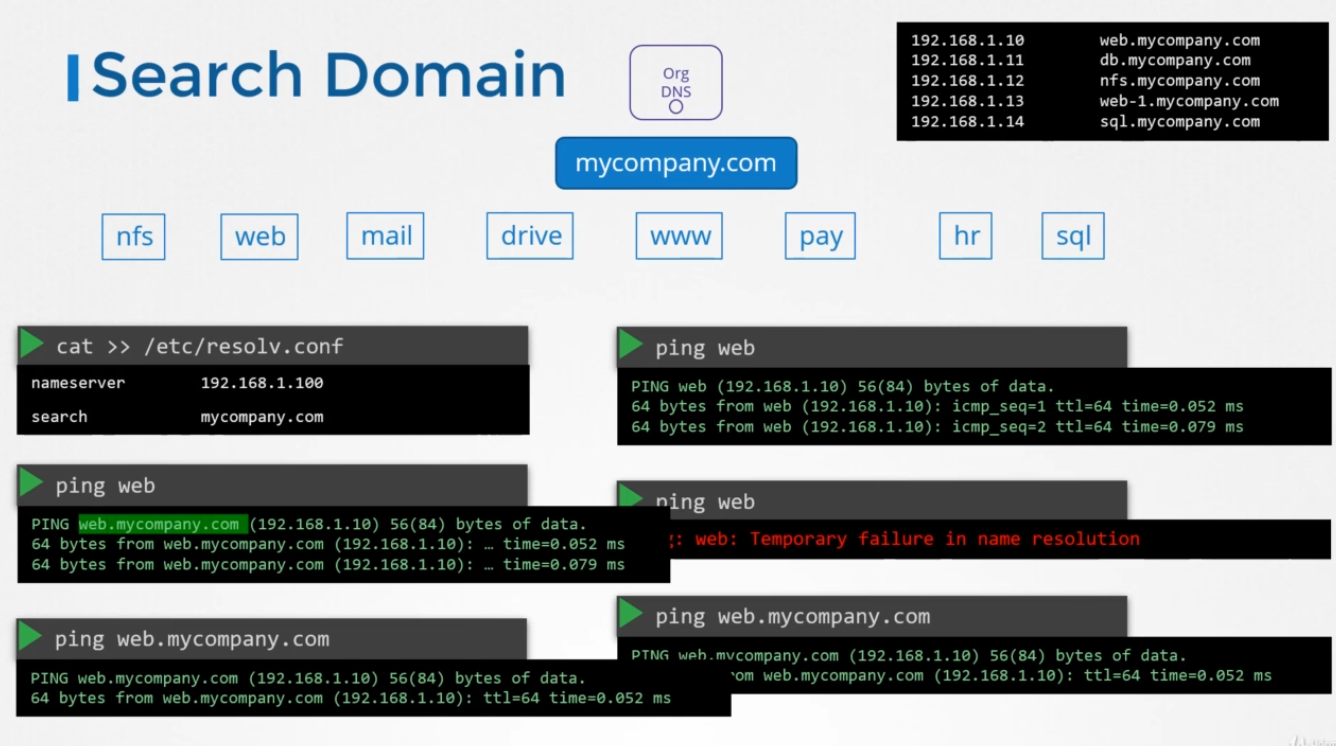 Search Domain
Org
DNS
192.168.1.10 web.mycompany.com
192.168.1.11 db.mycompany.com
192.168.1.12 nfs.mycompany.com
192.168.1.13 web-1.mycompany.com
192.168.1.14 sql.mycompany.com
mycompany.com
nfs web mail drive www pay hr sql
cat >> /etc/resolv.conf
nameserver 192.168.1.100
search mycompany.com
ping web
PING web.mycompany.com (192.168.1.10) 56(84) bytes of data.
64 bytes from web.mycompany.com (192.168.1.10): … time=0.052 ms
64 bytes from web.mycompany.com (192.168.1.10): … time=0.079 ms
ping web.mycompany.com
PING web.mycompany.com (192.168.1.10) 56(84) bytes of data.
64 bytes from web.mycompany.com (192.168.1.10): ttl=64 time=0.052 ms
ping web
PING web (192.168.1.10) 56(84) bytes of data.
64 bytes from web (192.168.1.10): icmp_seq=1 ttl=64 time=0.052 ms
64 bytes from web (192.168.1.10): icmp_seq=2 ttl=64 time=0.079 ms
ping web
: web: Temporary failure in name resolution
ping web.mycompany.com
PING web.mycompany.com (192.168.1.10) 56(84) bytes of data.
web.mycompany.com (192.168.1.10): ttl=64 time=0.052 ms